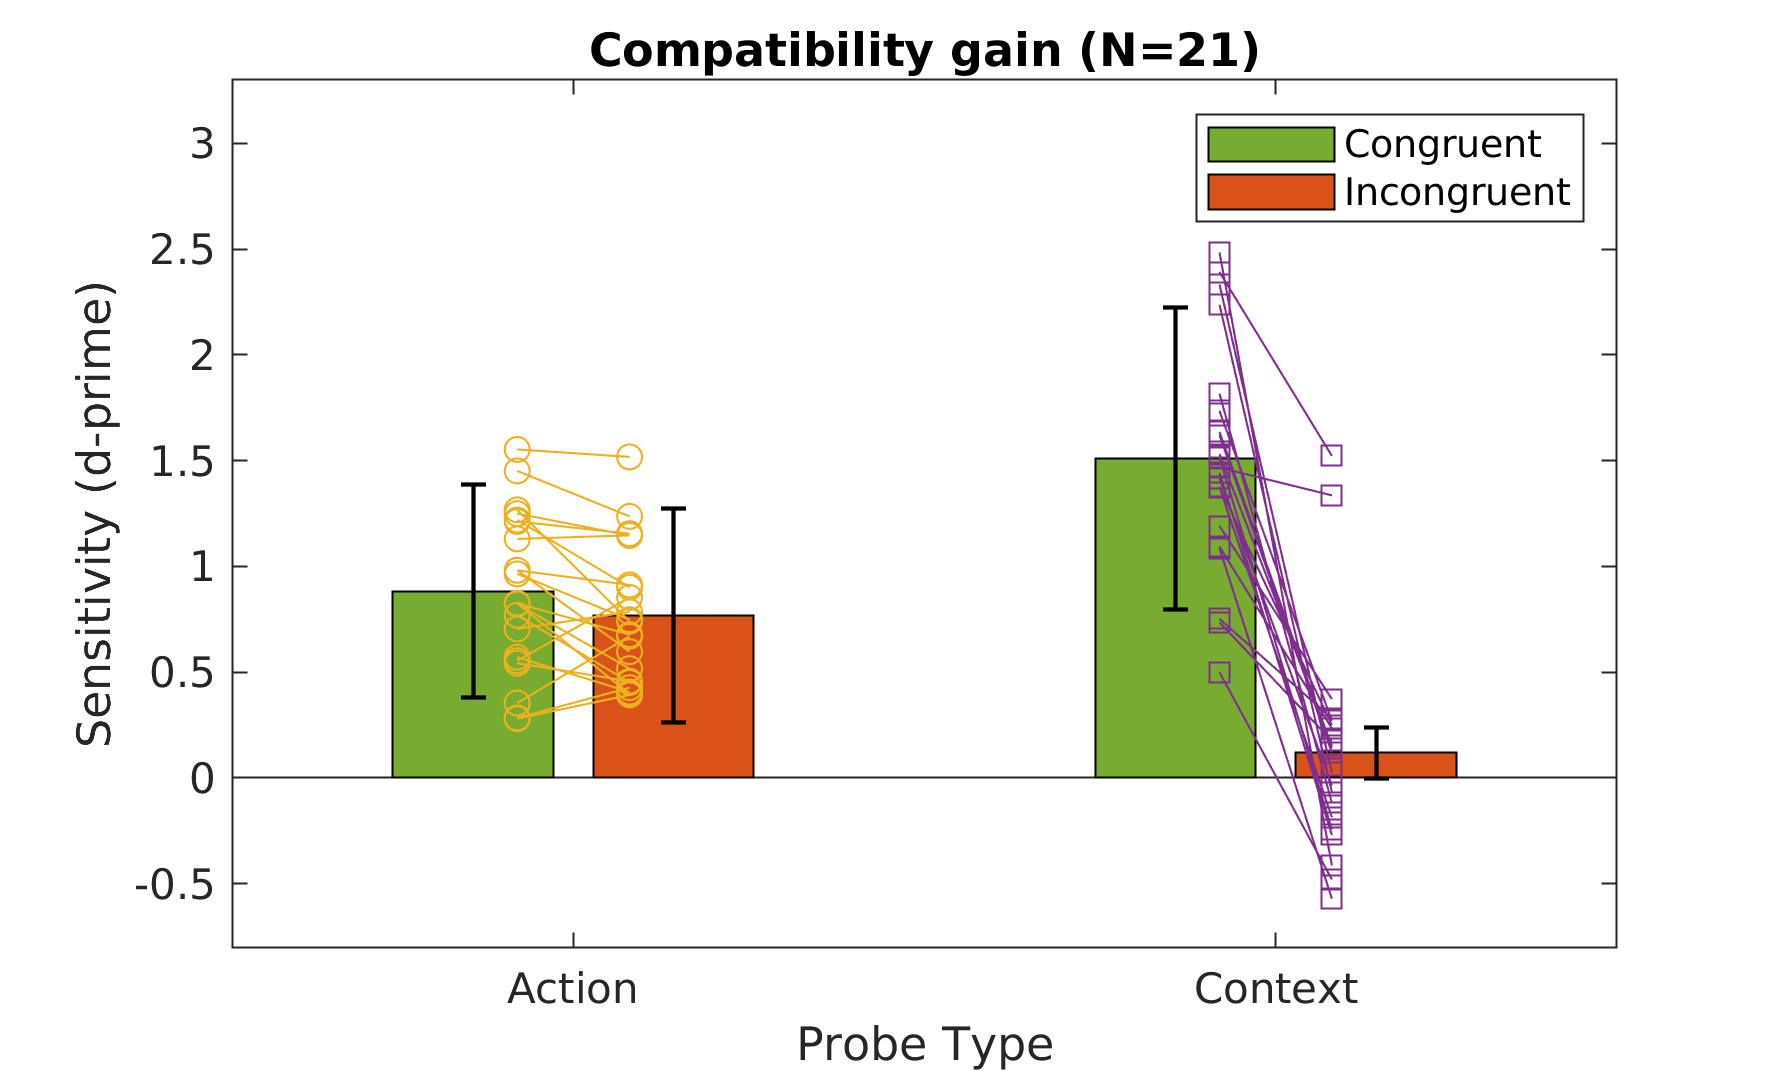 Compatibility gain (N=21)
Congruent
Incongruent
3
2.5
2
1.5
1
0.5
0
-0.5
Sensitivity (d-prime)
Action
Context
Probe Type